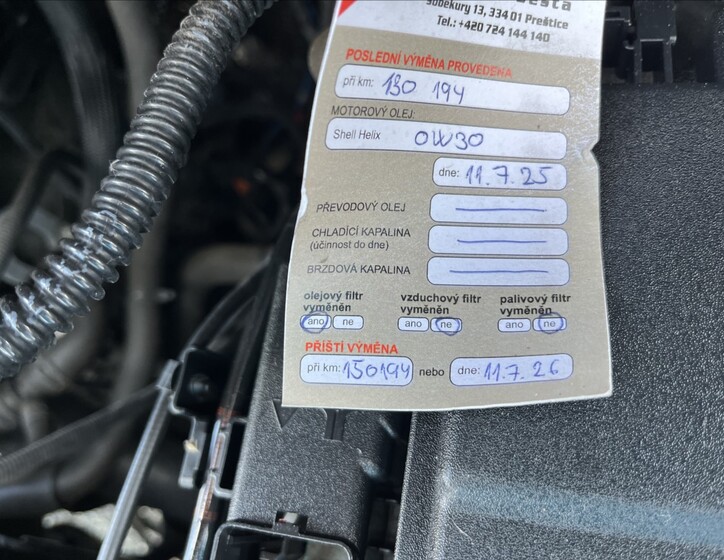 Soběkury 13, 334 01 Přeštice
Tel.: +420 724 144 140
POSLEDNÍ VÝMĚNA PROVEDENA
při km: 130 194
MOTOROVÝ OLEJ:
Shell Helix 0W30
dne: 11.7.25
PŘEVODOVÝ OLEJ
CHLADÍCÍ KAPALINA
(účinnost do dne)
BRZDOVÁ KAPALINA
olejový filtr vyměněn ano ne
vzduchový filtr vyměněn ano ne
palivový filtr vyměněn ano ne
PŘÍŠTÍ VÝMĚNA
při km: 150194 nebo dne: 11.7.26